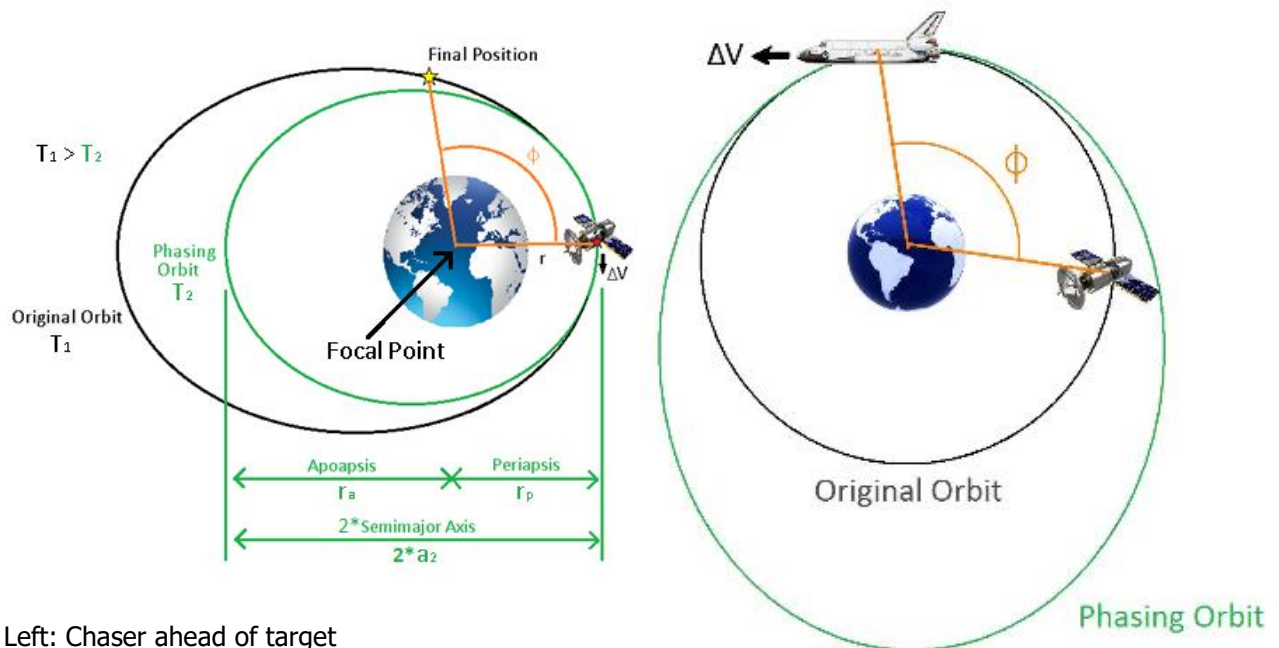 Final Position
T₁ > T₂
ϕ
Phasing
Orbit
T₂
r
ΔV
Original Orbit
T₁
Focal Point
Apoapsis
rₐ
Periapsis
rₚ
2*Semimajor Axis
2*a₂
Left: Chaser ahead of target
ΔV
Φ
Original Orbit
Phasing Orbit